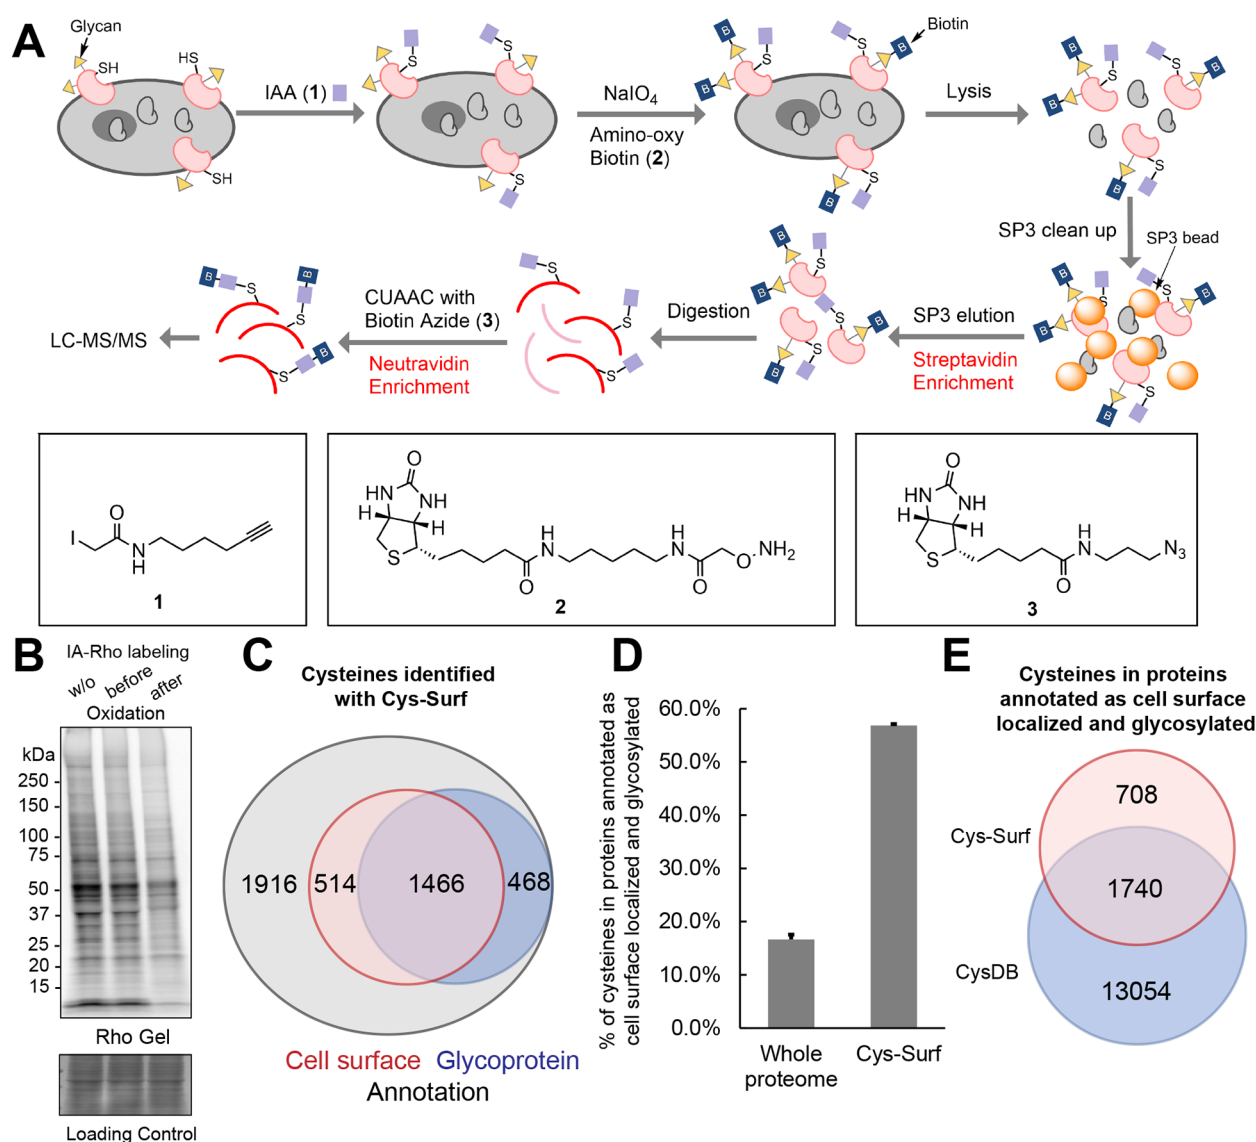 A
Glycan
SH
HS
SH
IAA (1)
S
S
S
NaIO4
Amino-oxy
Biotin (2)
B
B
S
S
B
Biotin
B
S
Lysis
B
B
S
S
B
B
S
SP3 clean up
SP3 bead
B
B
S
S
B
B
S
SP3 elution
Streptavidin
Enrichment
B
B
S
S
B
B
S
Digestion
S
S
S
CUAAC with
Biotin Azide (3)
Neutravidin
Enrichment
B
S
B
S
S
B
LC-MS/MS
I
O
N
H
1
O
HN
NH
H
H
S
O
H
N
H
N
O
O
NH2
2
O
HN
NH
H
H
S
O
H
N
N3
3
B
IA-Rho labeling
w/o
before
after
Oxidation
kDa
250
150
100
75
50
37
25
20
15
Rho Gel
Loading Control
C
Cysteines identified
with Cys-Surf
1916
514
1466
468
Cell surface
Glycoprotein
Annotation
D
% of cysteines in proteins annotated as
cell surface localized and glycosylated
60.0%
50.0%
40.0%
30.0%
20.0%
10.0%
0.0%
Whole
proteome
Cys-Surf
E
Cysteines in proteins
annotated as cell surface
localized and glycosylated
708
Cys-Surf
1740
CysDB
13054